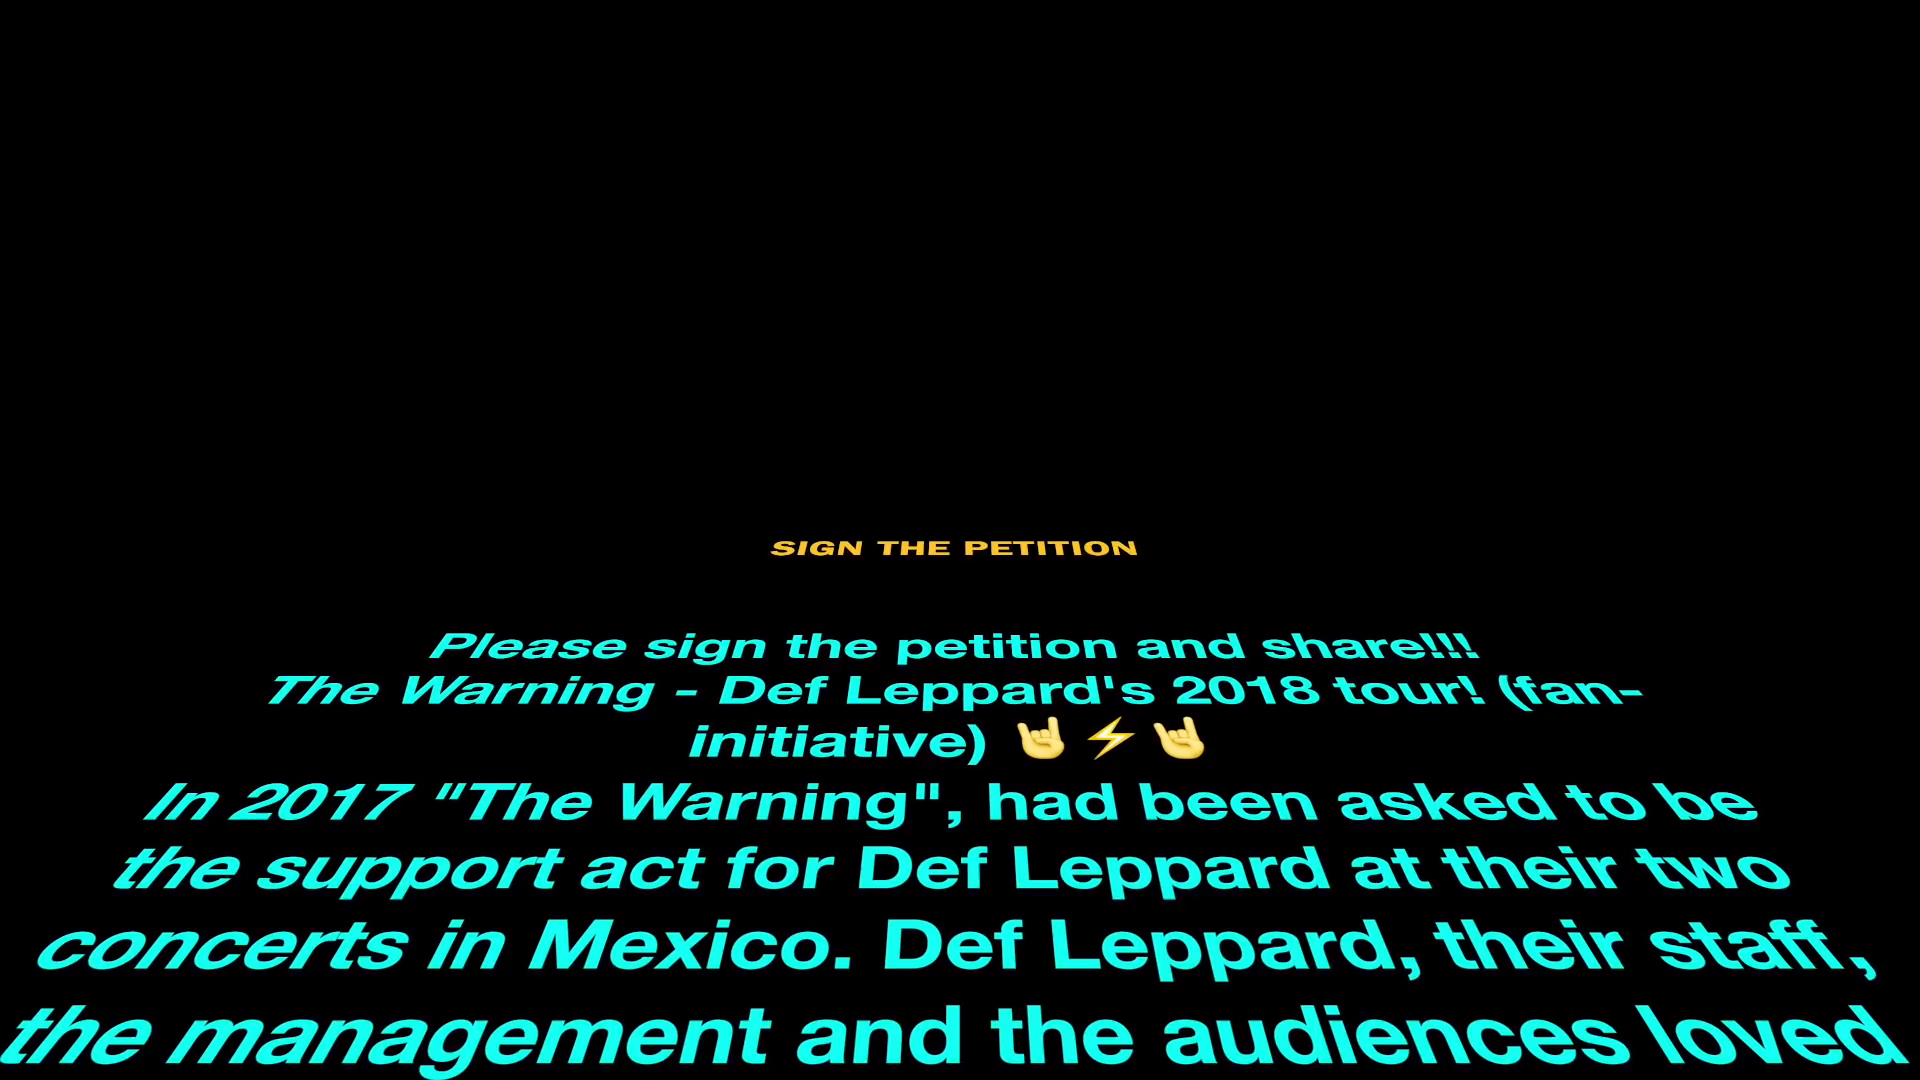 SIGN THE PETITION
Please sign the petition and share!!!
The Warning - Def Leppard's 2018 tour! (fan-
initiative) 🤘⚡🤘
In 2017 "The Warning", had been asked to be
the support act for Def Leppard at their two
concerts in Mexico. Def Leppard, their staff,
the management and the audiences loved